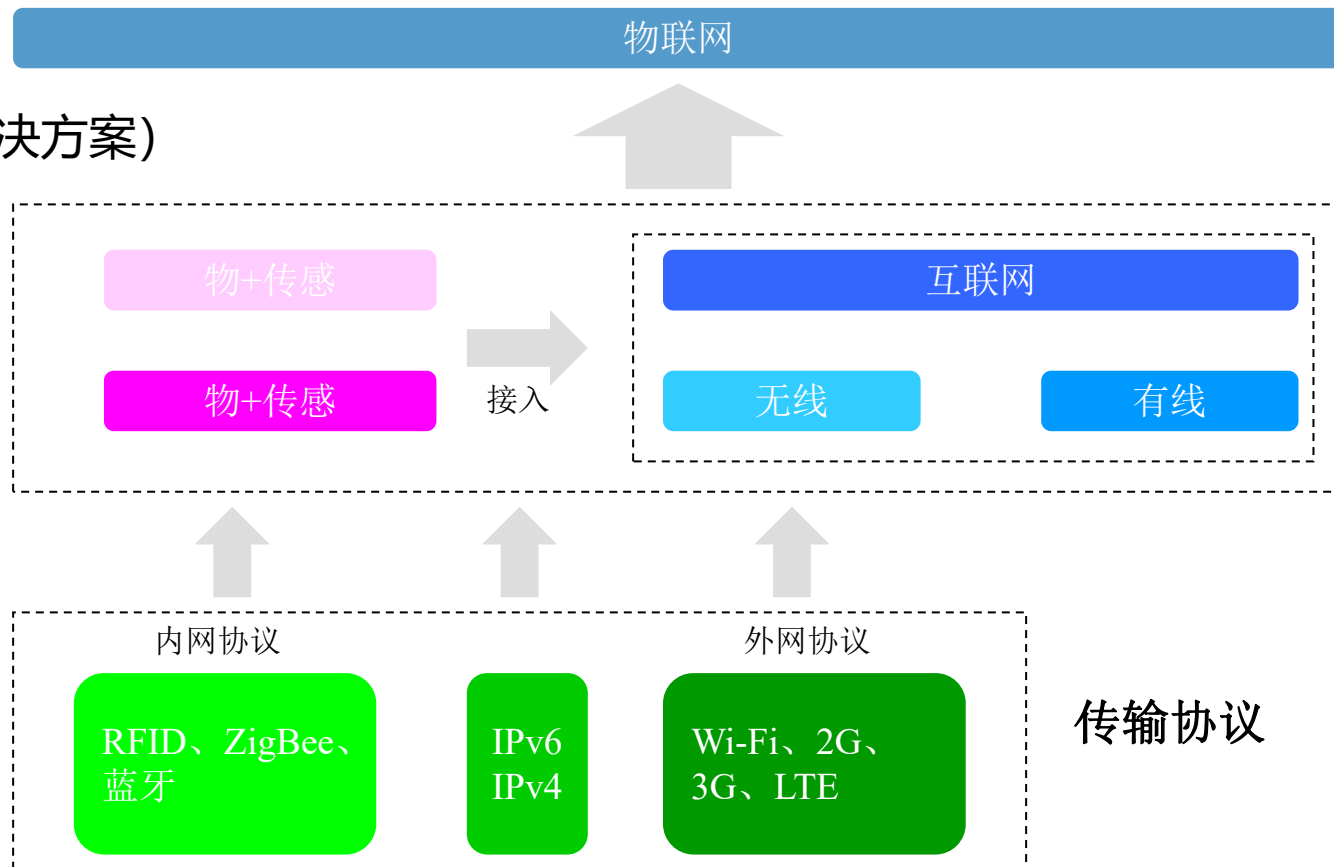 物联网
决方案）
物+传感
互联网
物+传感
接入
无线
有线
内网协议
外网协议
RFID、ZigBee、
蓝牙
IPv6
IPv4
Wi-Fi、2G、
3G、LTE
传输协议